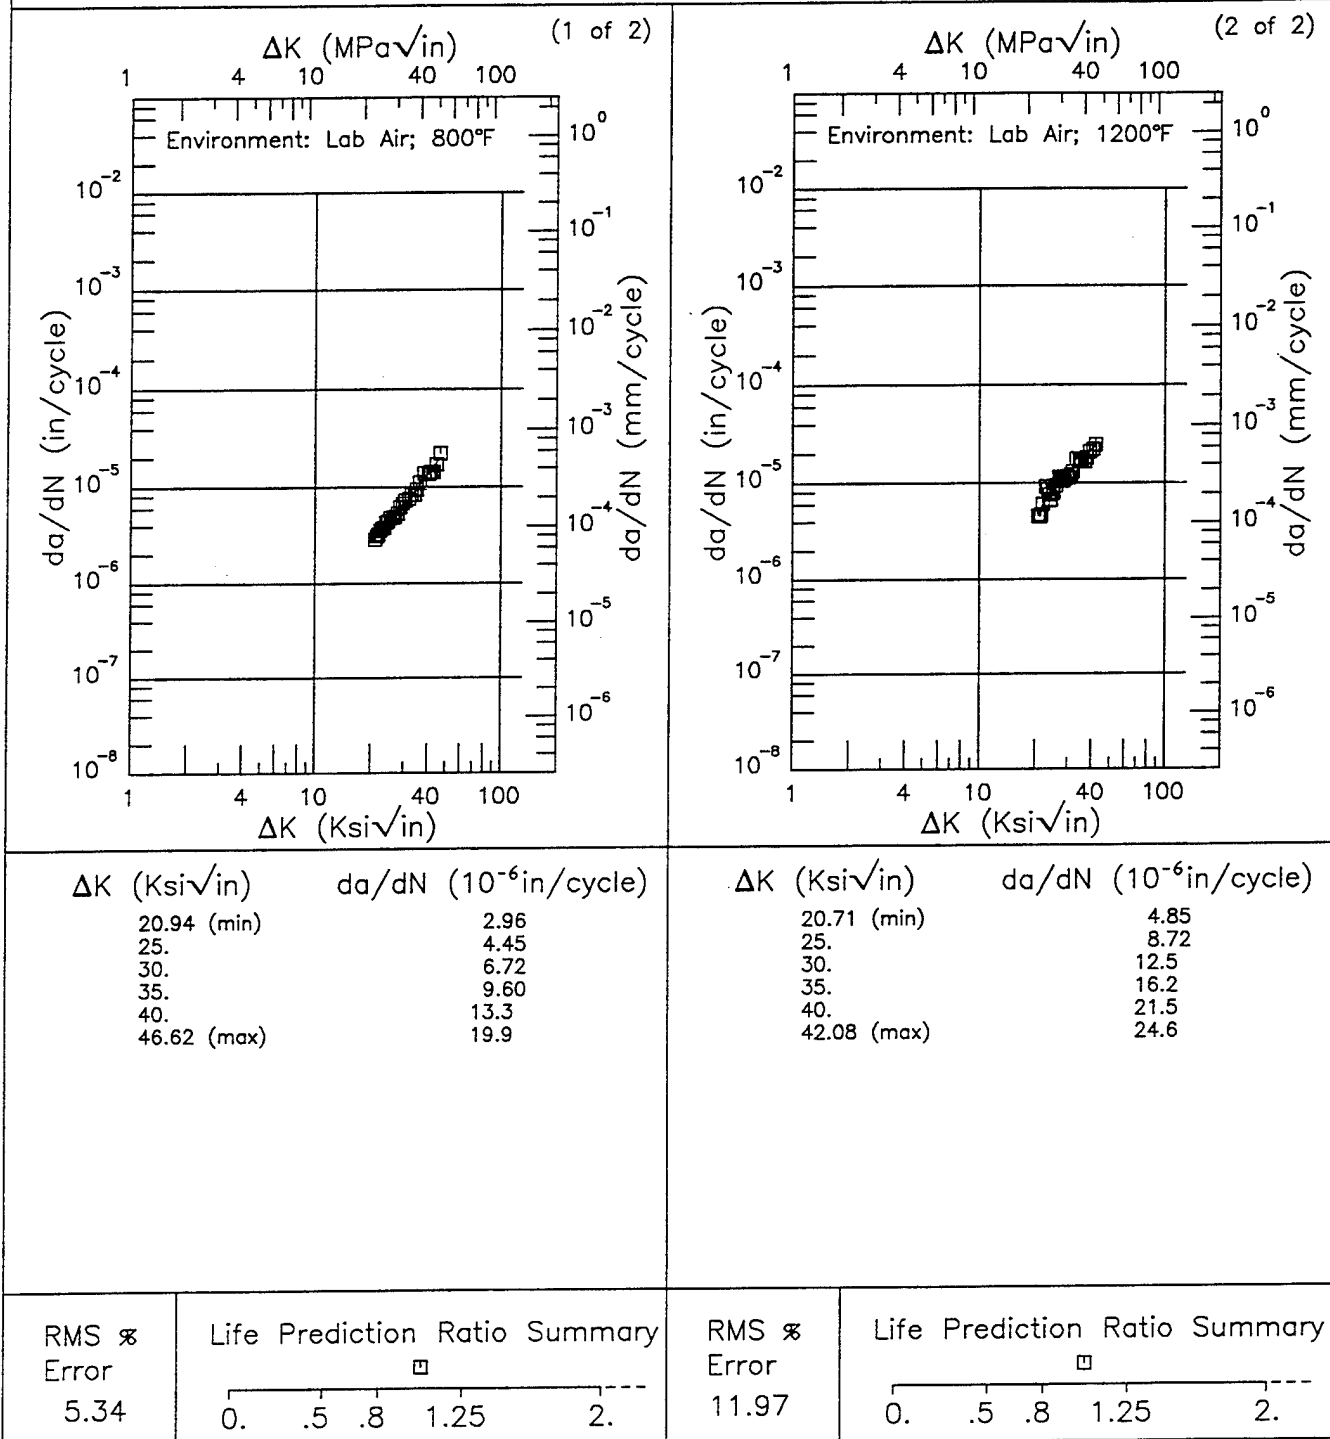 (1 of 2)
ΔK (MPa√in)
1 4 10 40 100
Environment: Lab Air; 800°F
da/dN (in/cycle)
10⁻²
10⁻³
10⁻⁴
10⁻⁵
10⁻⁶
10⁻⁷
10⁻⁸
da/dN (mm/cycle)
10⁰
10⁻¹
10⁻²
10⁻³
10⁻⁴
10⁻⁵
10⁻⁶
1 4 10 40 100
ΔK (Ksi√in)
(2 of 2)
ΔK (MPa√in)
1 4 10 40 100
Environment: Lab Air; 1200°F
da/dN (in/cycle)
10⁻²
10⁻³
10⁻⁴
10⁻⁵
10⁻⁶
10⁻⁷
10⁻⁸
da/dN (mm/cycle)
10⁰
10⁻¹
10⁻²
10⁻³
10⁻⁴
10⁻⁵
10⁻⁶
1 4 10 40 100
ΔK (Ksi√in)
ΔK (Ksi√in) da/dN (10⁻⁶in/cycle)
20.94 (min) 2.96
25. 4.45
30. 6.72
35. 9.60
40. 13.3
46.62 (max) 19.9
ΔK (Ksi√in) da/dN (10⁻⁶in/cycle)
20.71 (min) 4.85
25. 8.72
30. 12.5
35. 16.2
40. 21.5
42.08 (max) 24.6
RMS %
Error
5.34
Life Prediction Ratio Summary
0. .5 .8 1.25 2.
RMS %
Error
11.97
Life Prediction Ratio Summary
0. .5 .8 1.25 2.